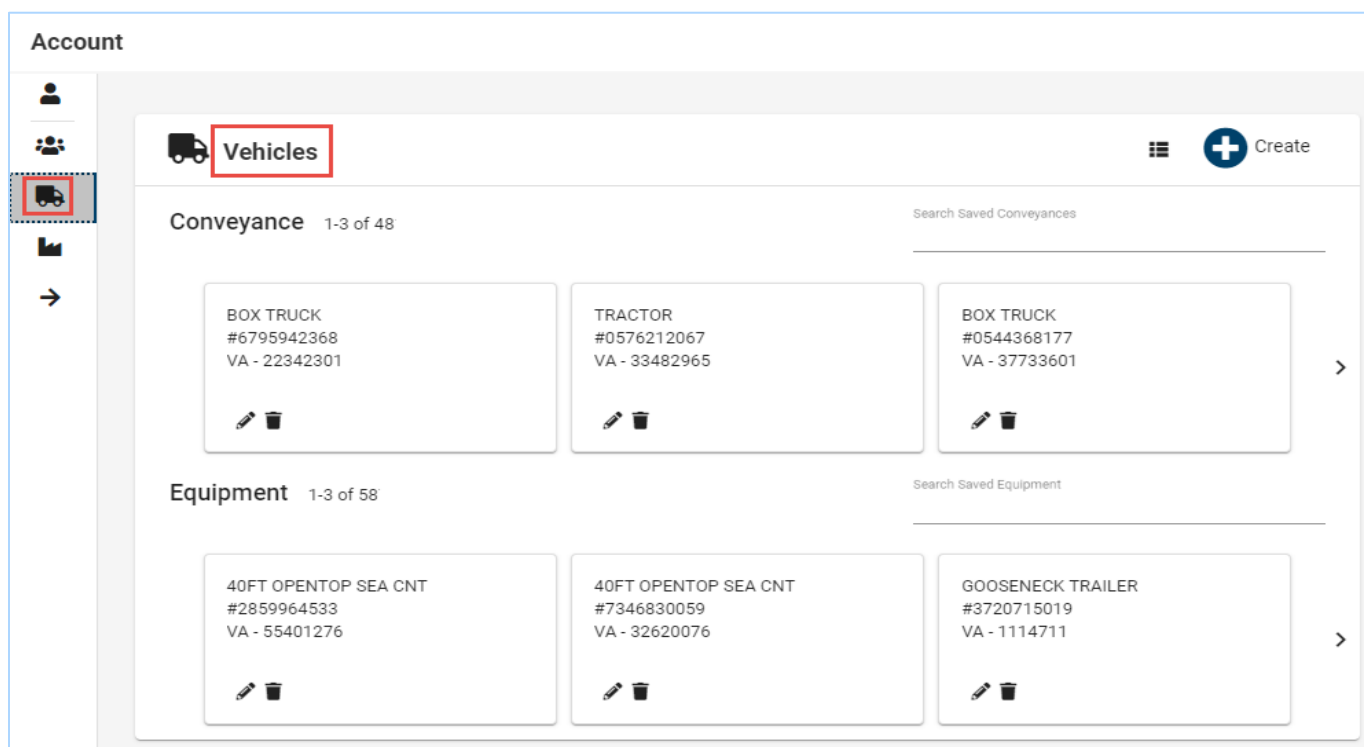 Account
Vehicles
Create
Conveyance 1-3 of 48
Search Saved Conveyances
BOX TRUCK
#6795942368
VA - 22342301
TRACTOR
#0576212067
VA - 33482965
BOX TRUCK
#0544368177
VA - 37733601
Equipment 1-3 of 58
Search Saved Equipment
40FT OPENTOP SEA CNT
#2859964533
VA - 55401276
40FT OPENTOP SEA CNT
#7346830059
VA - 32620076
GOOSENECK TRAILER
#3720715019
VA - 1114711